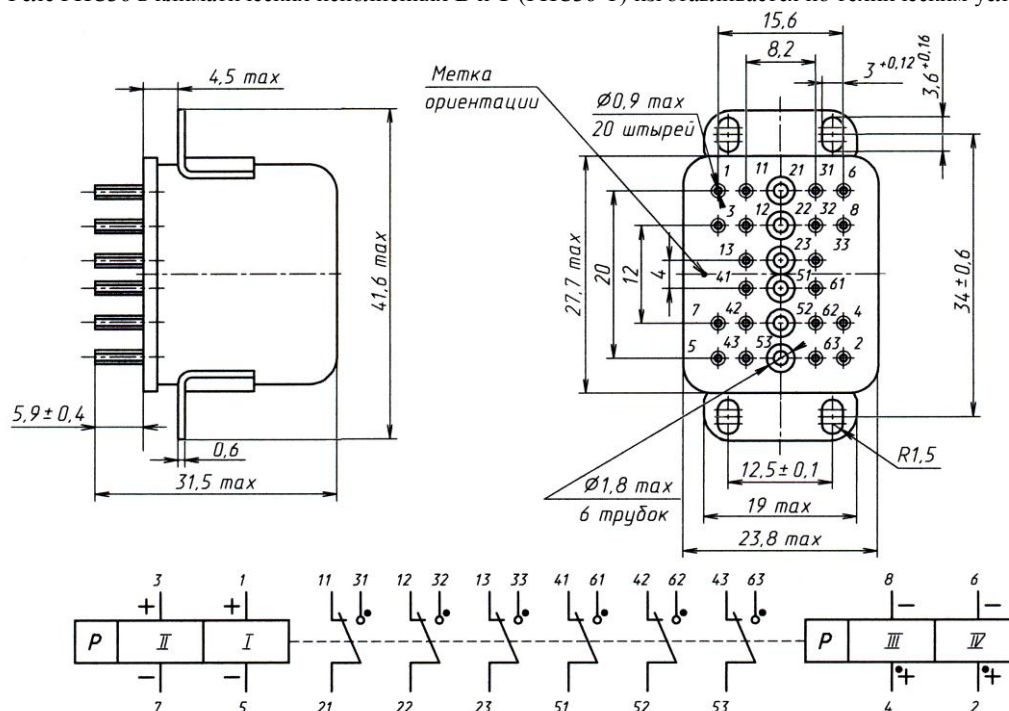 15,6
8,2
3 +0,12
3,6 +0,16
4,5 max
Метка
ориентации
Ø0,9 max
20 штырей
1 11 21 31 6
3 12 22 32 8
13 23 33
41 51 61
7 42 52 62 4
5 43 53 63 2
41,6 max
27,7 max
20
12
4
34±0,6
5,9±0,4
0,6
31,5 max
R1,5
12,5±0,1
Ø1,8 max
6 трубок
19 max
23,8 max
3 1 11 31 12 32 13 33 41 61 42 62 43 63 8 6
+ + − −
P II I P III IV
− − + +
7 5 21 22 23 51 52 53 4 2